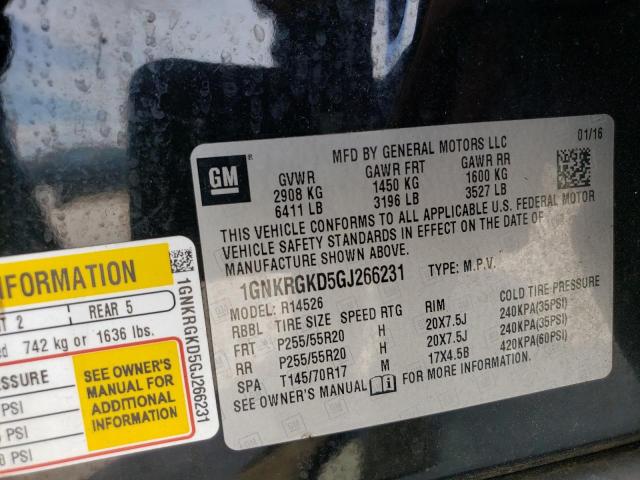 GM
MFD BY GENERAL MOTORS LLC
01/16
GVWR GAWR FRT GAWR RR
2908 KG 1450 KG 1600 KG
6411 LB 3196 LB 3527 LB
THIS VEHICLE CONFORMS TO ALL APPLICABLE U.S. FEDERAL MOTOR
VEHICLE SAFETY STANDARDS IN EFFECT ON THE DATE OF
MANUFACTURE SHOWN ABOVE.
1GNKRGKD5GJ266231 TYPE: M.P.V.
MODEL: R14526
RBBL TIRE SIZE SPEED RTG RIM COLD TIRE PRESSURE
FRT P255/55R20 H 20X7.5J 240KPA(35PSI)
RR P255/55R20 H 20X7.5J 240KPA(35PSI)
SPA T145/70R17 M 17X4.5B 420KPA(60PSI)
SEE OWNER'S MANUAL FOR MORE INFORMATION.
INFORMATION
2 REAR 5
742 kg or 1636 lbs.
SEE OWNER'S
MANUAL FOR
ADDITIONAL
INFORMATION
PSI
PSI
PSI
1GNKRGKD5GJ266231